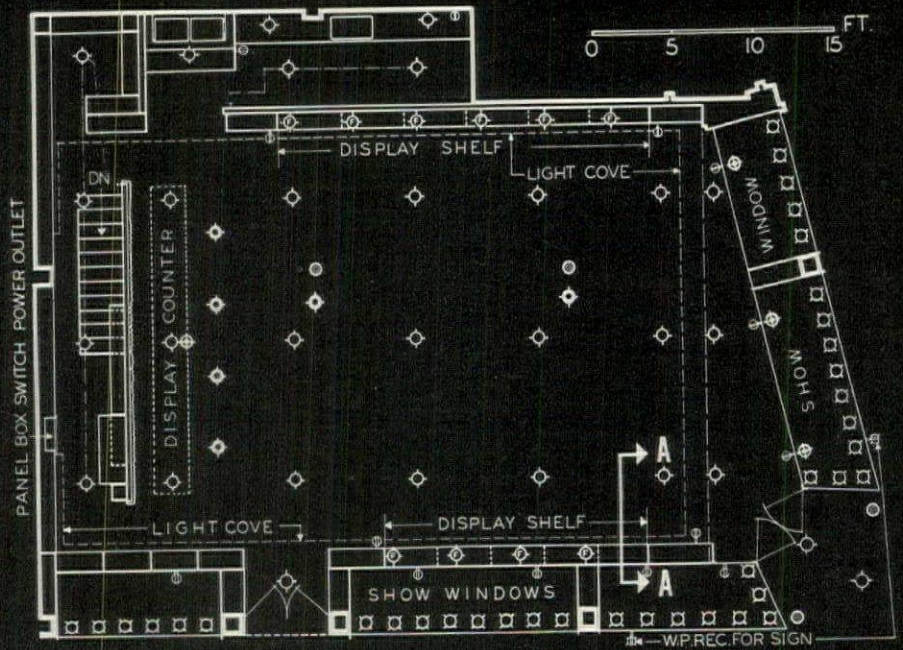 FT.
0 5 10 15
DISPLAY SHELF
LIGHT COVE
DN
WINDOW
SHOW
DISPLAY COUNTER
PANEL BOX SWITCH POWER OUTLET
F F F F F F
A
LIGHT COVE
DISPLAY SHELF
F F F F
A
SHOW WINDOWS
W.P.REC.FOR SIGN